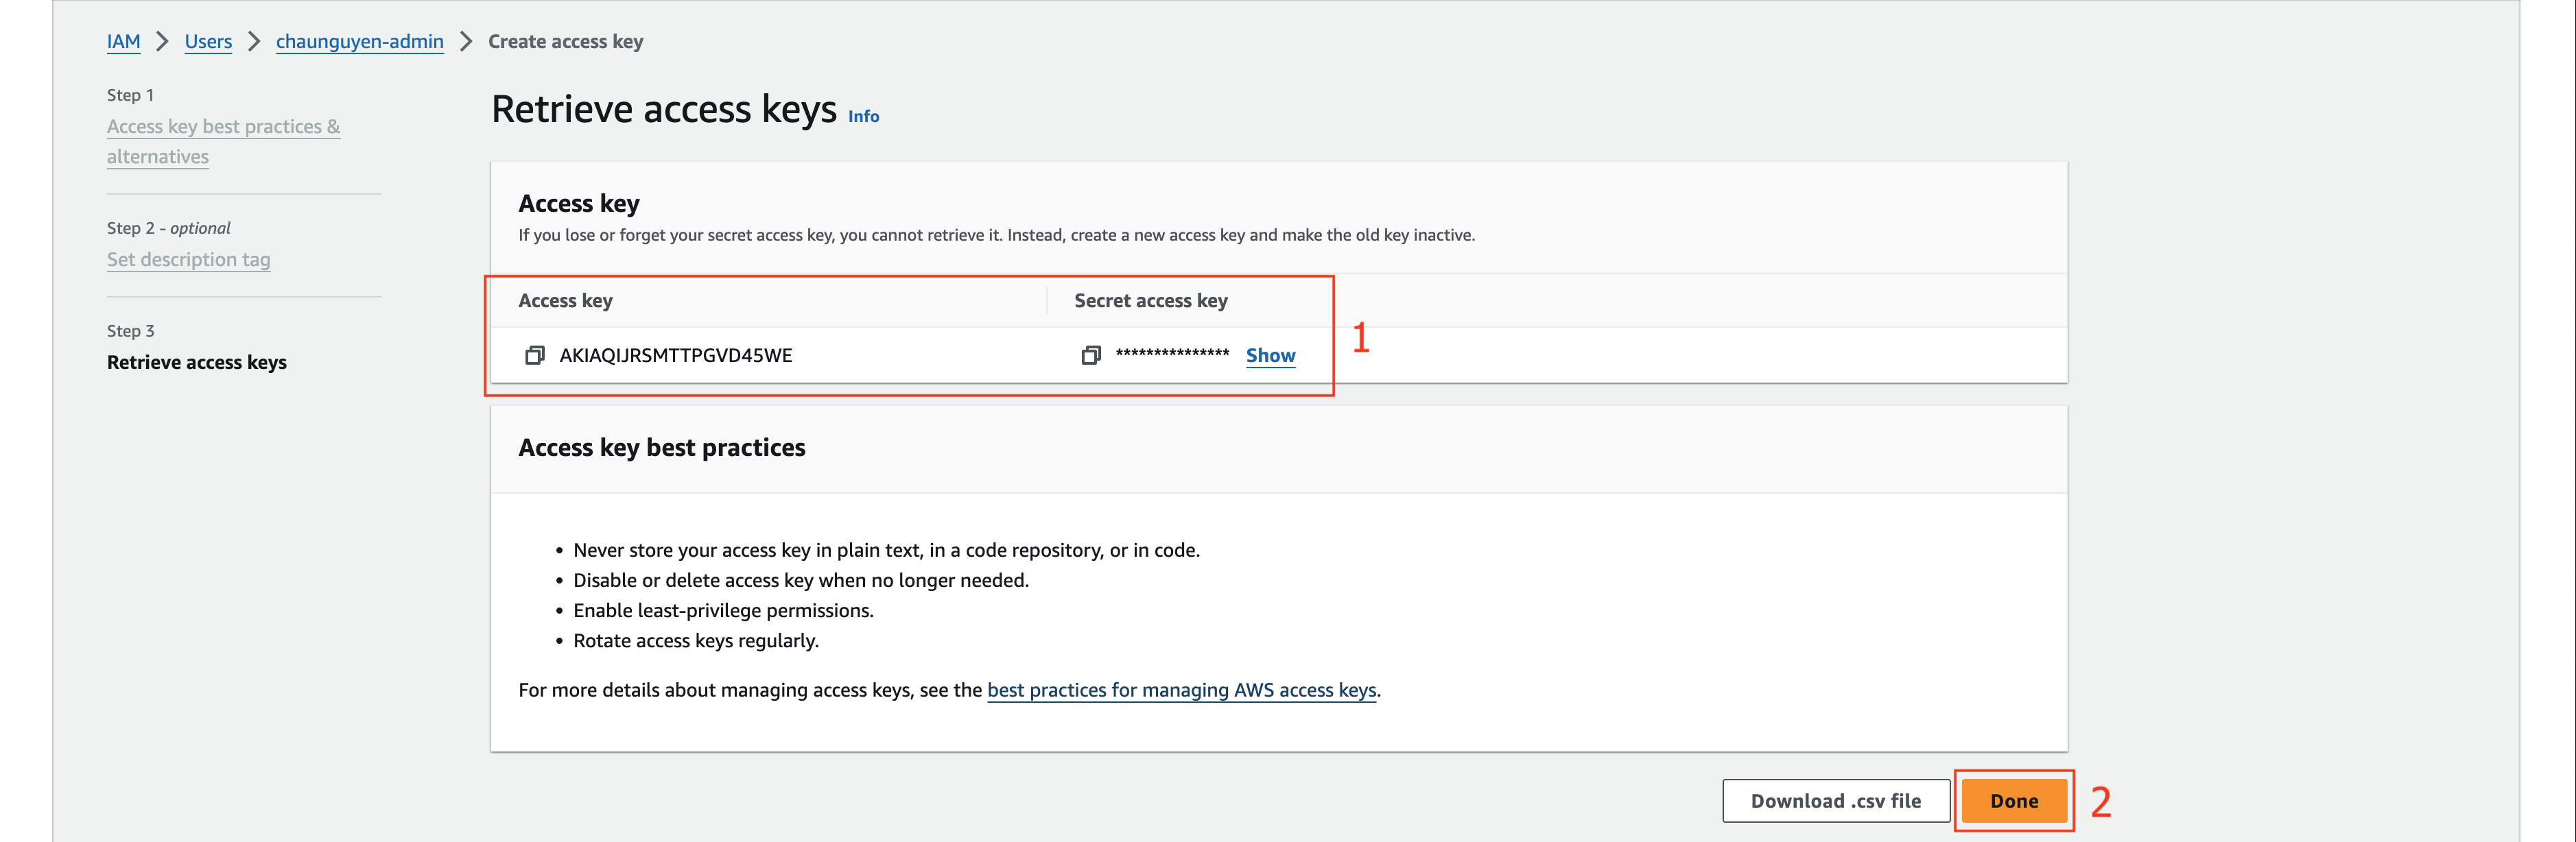 IAM > Users > chaunguyen-admin > Create access key
Step 1
Access key best practices &
alternatives
Step 2 - optional
Set description tag
Step 3
Retrieve access keys
Retrieve access keys Info
Access key
If you lose or forget your secret access key, you cannot retrieve it. Instead, create a new access key and make the old key inactive.
Access key Secret access key
AKIAQIJRSMTTPGVD45WE *************** Show
1
Access key best practices
• Never store your access key in plain text, in a code repository, or in code.
• Disable or delete access key when no longer needed.
• Enable least-privilege permissions.
• Rotate access keys regularly.
For more details about managing access keys, see the best practices for managing AWS access keys.
Download .csv file Done 2